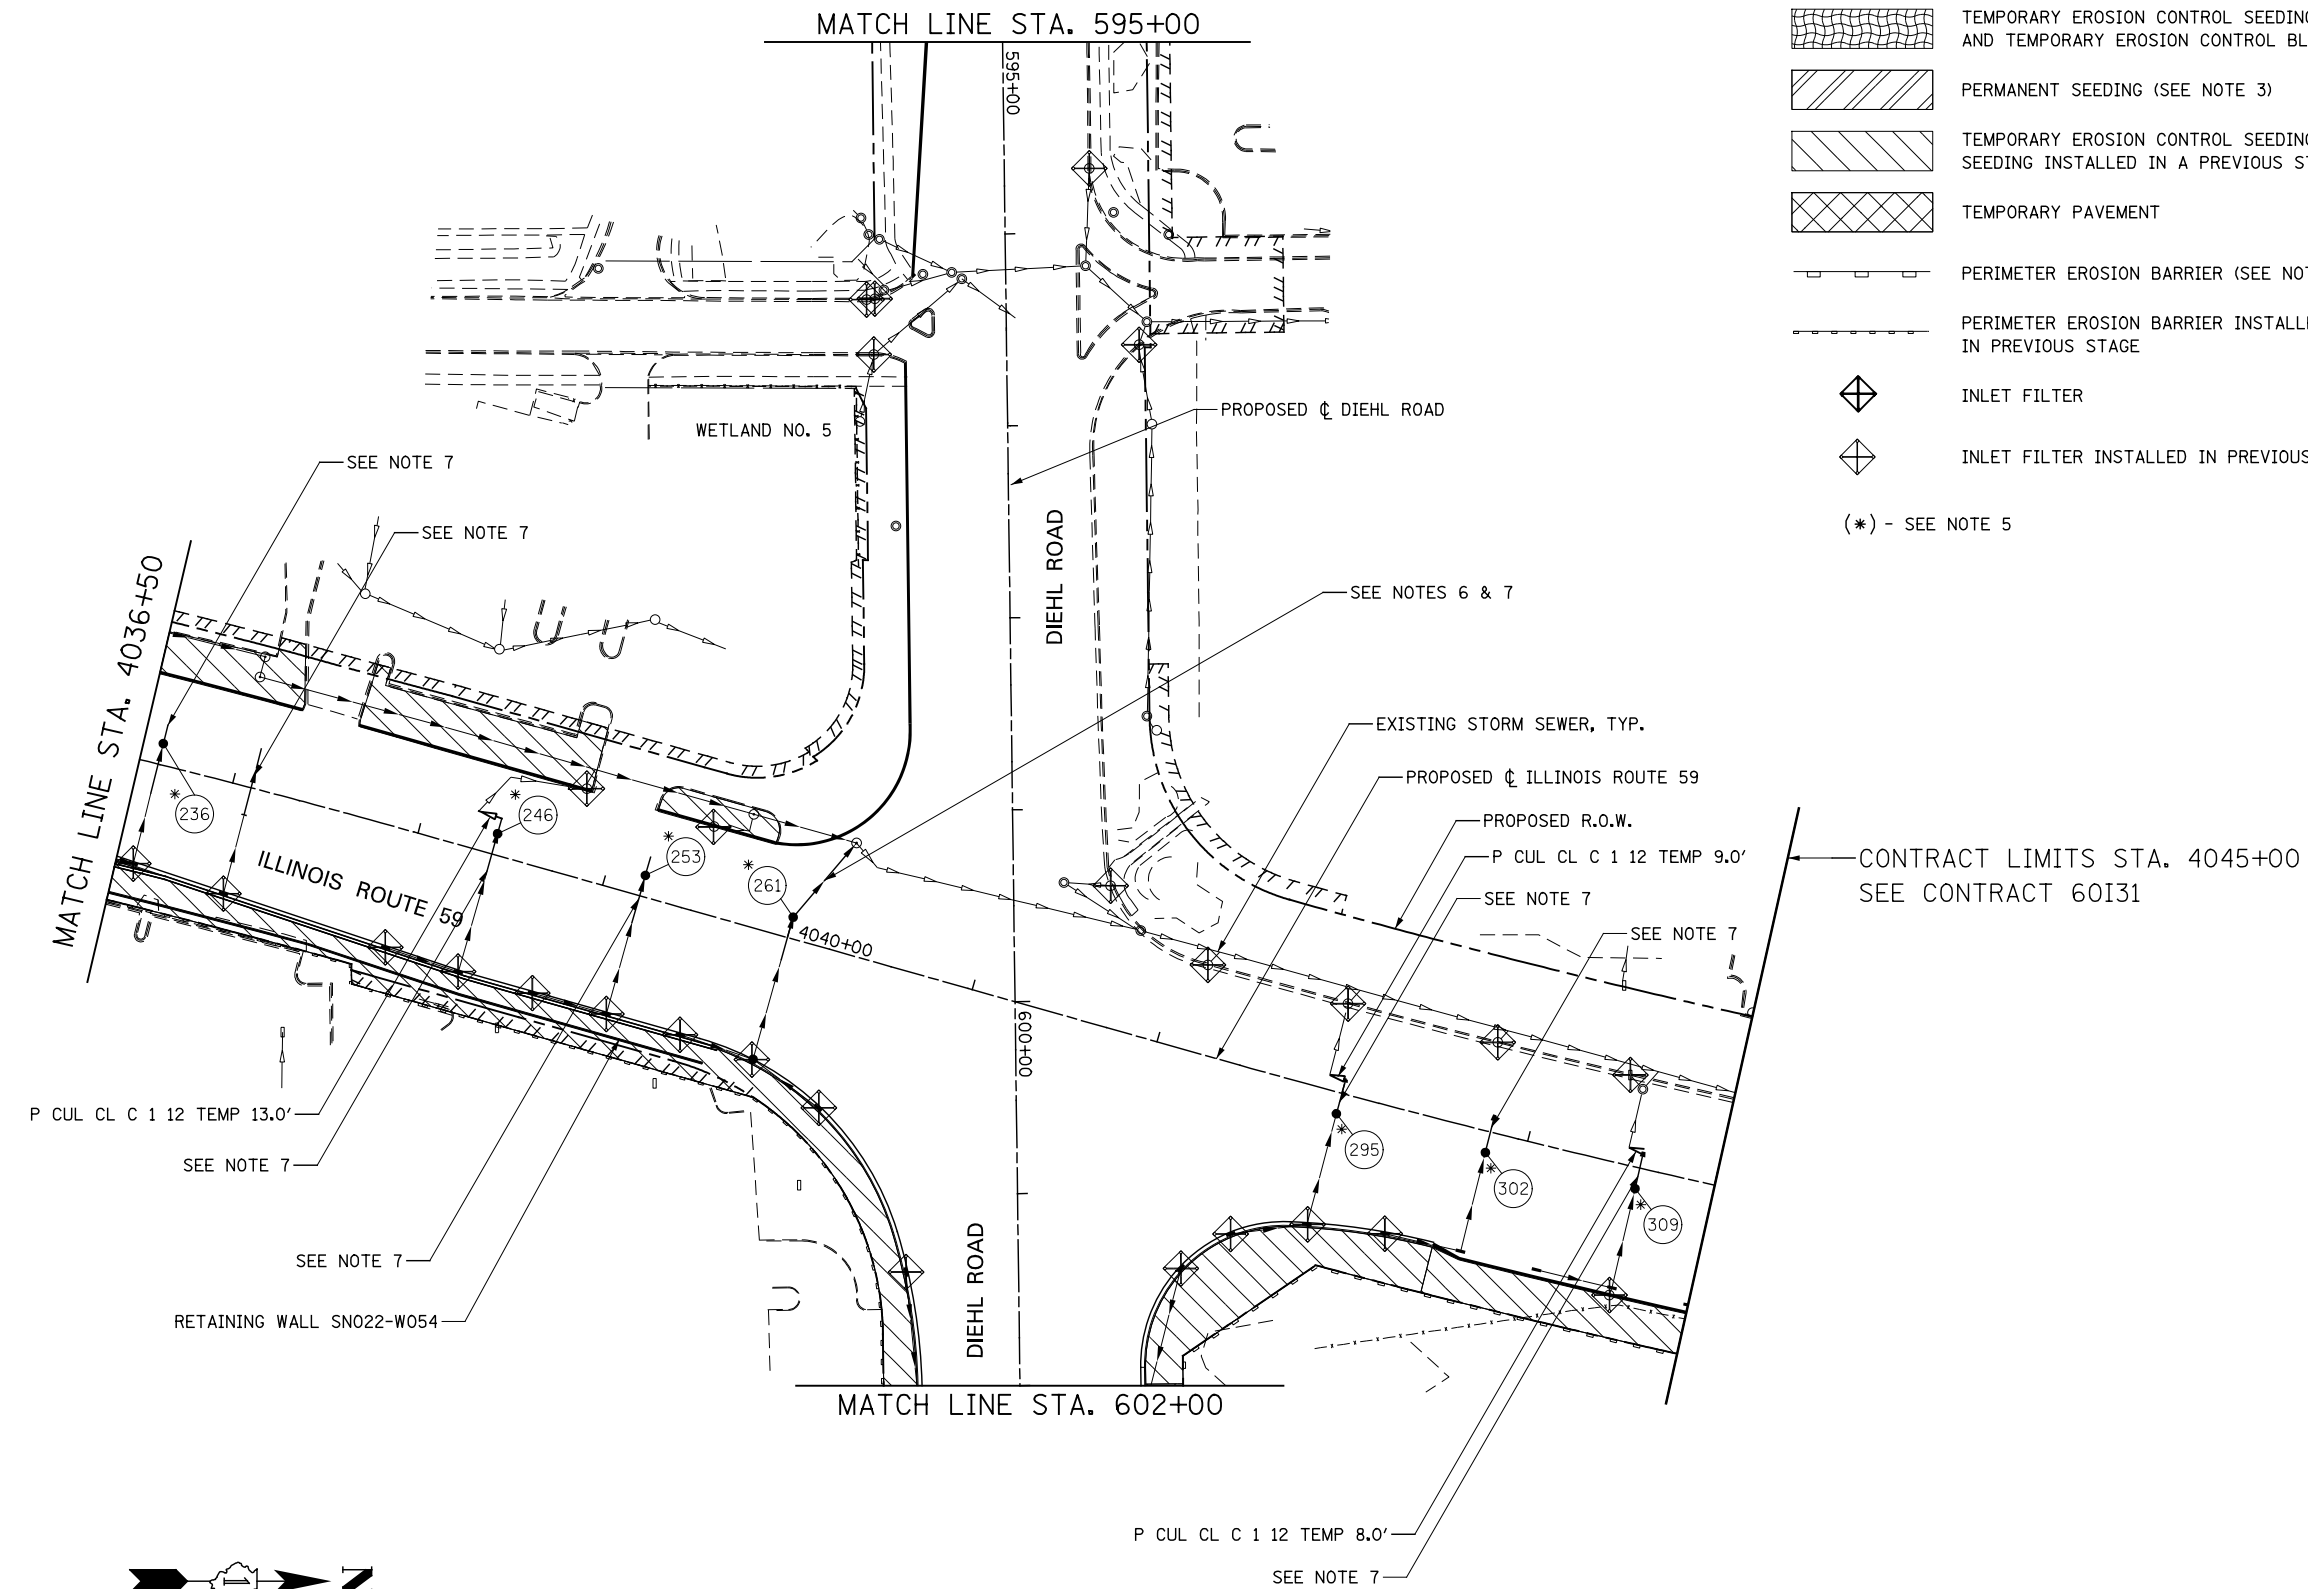 MATCH LINE STA. 595+00
595+00
TEMPORARY EROSION CONTROL SEEDING
AND TEMPORARY EROSION CONTROL BL
PERMANENT SEEDING (SEE NOTE 3)
TEMPORARY EROSION CONTROL SEEDING
SEEDING INSTALLED IN A PREVIOUS ST
TEMPORARY PAVEMENT
PERIMETER EROSION BARRIER (SEE NOT
PERIMETER EROSION BARRIER INSTALLE
IN PREVIOUS STAGE
INLET FILTER
INLET FILTER INSTALLED IN PREVIOUS
(*) - SEE NOTE 5
PROPOSED ℄ DIEHL ROAD
WETLAND NO. 5
SEE NOTE 7
SEE NOTE 7
DIEHL ROAD
SEE NOTES 6 & 7
MATCH LINE STA. 4036+50
EXISTING STORM SEWER, TYP.
PROPOSED ℄ ILLINOIS ROUTE 59
PROPOSED R.O.W.
P CUL CL C 1 12 TEMP 9.0'
SEE NOTE 7
SEE NOTE 7
CONTRACT LIMITS STA. 4045+00
SEE CONTRACT 60I31
* 236
* 246
* 253
* 261
ILLINOIS ROUTE 59
4040+00
600+00
P CUL CL C 1 12 TEMP 13.0'
SEE NOTE 7
SEE NOTE 7
RETAINING WALL SN022-W054
* 295
* 302
* 309
DIEHL ROAD
MATCH LINE STA. 602+00
P CUL CL C 1 12 TEMP 8.0'
SEE NOTE 7
N